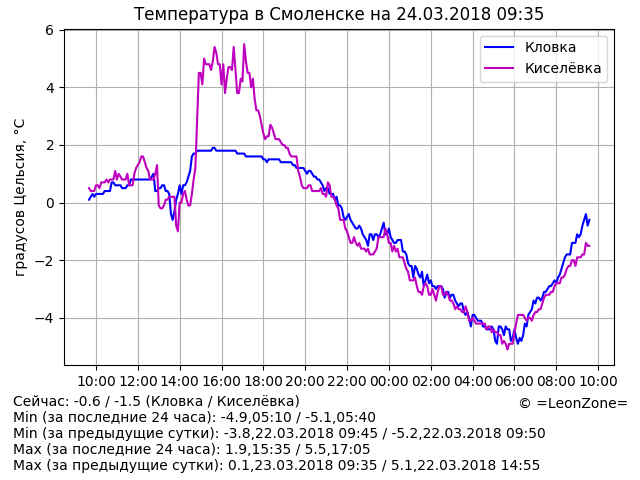 Температура в Смоленске на 24.03.2018 09:35
6
4
2
0
−2
−4
градусов Цельсия, °C
Кловка
Киселёвка
10:00 12:00 14:00 16:00 18:00 20:00 22:00 00:00 02:00 04:00 06:00 08:00 10:00
Сейчас: -0.6 / -1.5 (Кловка / Киселёвка)
© =LeonZone=
Min (за последние 24 часа): -4.9,05:10 / -5.1,05:40
Min (за предыдущие сутки): -3.8,22.03.2018 09:45 / -5.2,22.03.2018 09:50
Max (за последние 24 часа): 1.9,15:35 / 5.5,17:05
Max (за предыдущие сутки): 0.1,23.03.2018 09:35 / 5.1,22.03.2018 14:55